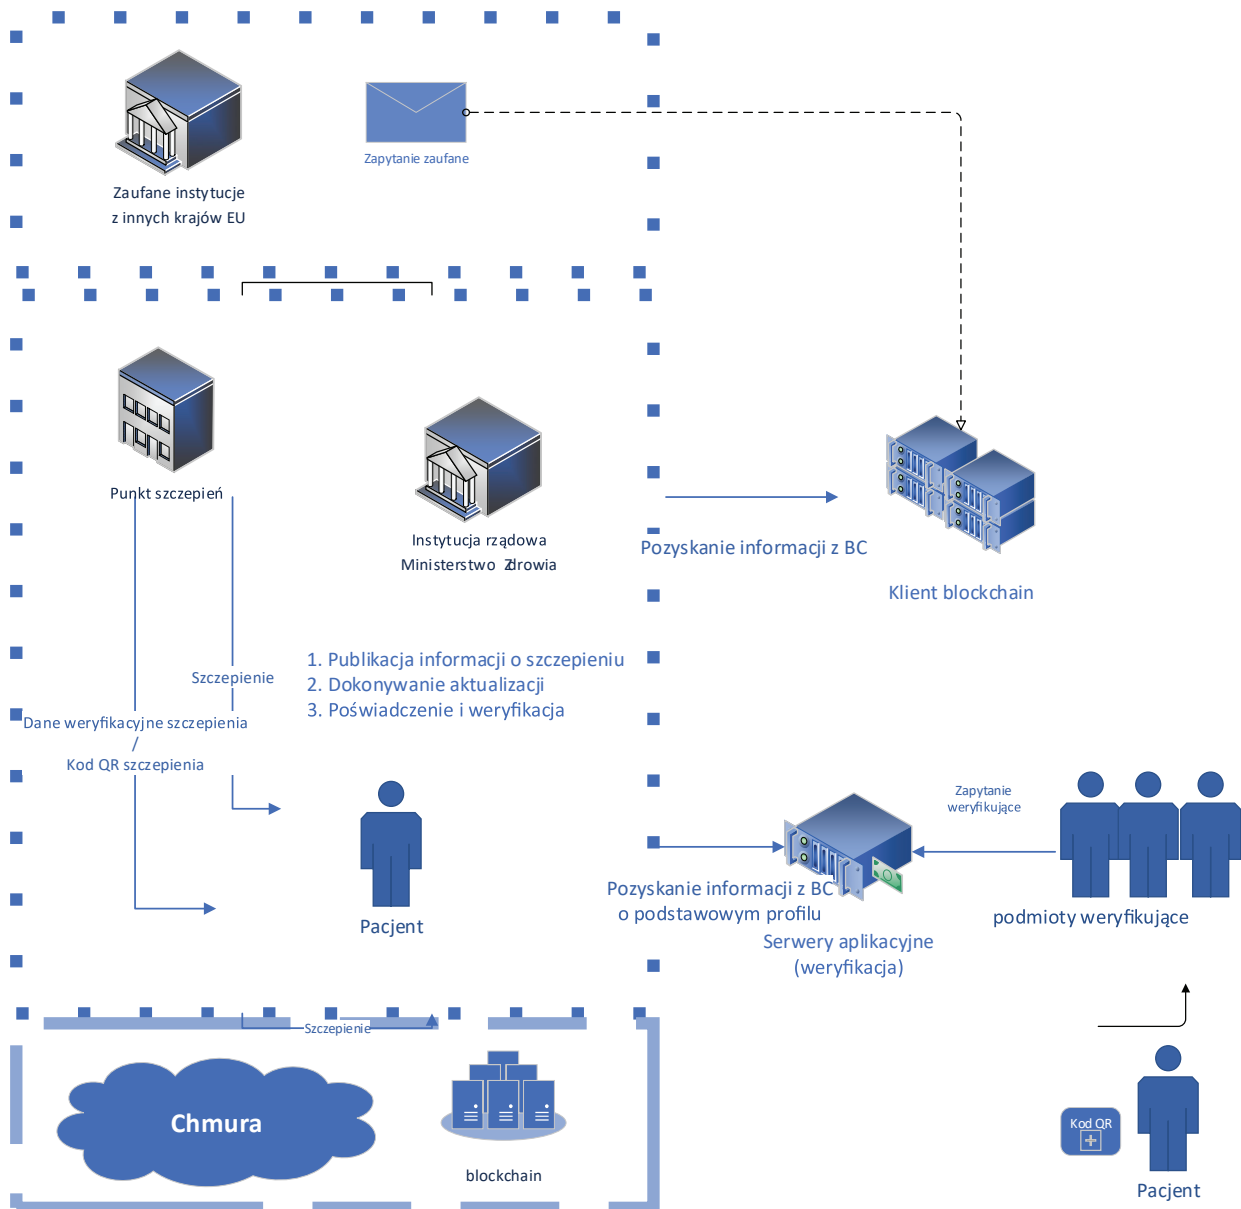 Zapytanie zaufane
Zaufane instytucje
z innych krajów EU
Punkt szczepień
Instytucja rządowa
Ministerstwo Zdrowia
Pozyskanie informacji z BC
Klient blockchain
Szczepienie
1. Publikacja informacji o szczepieniu
2. Dokonywanie aktualizacji
3. Poświadczenie i weryfikacja
Dane weryfikacyjne szczepienia
/
Kod QR szczepienia
Pacjent
Zapytanie
weryfikujące
Pozyskanie informacji z BC
o podstawowym profilu
Serwery aplikacyjne
(weryfikacja)
podmioty weryfikujące
Szczepienie
Chmura
blockchain
Kod QR
Pacjent